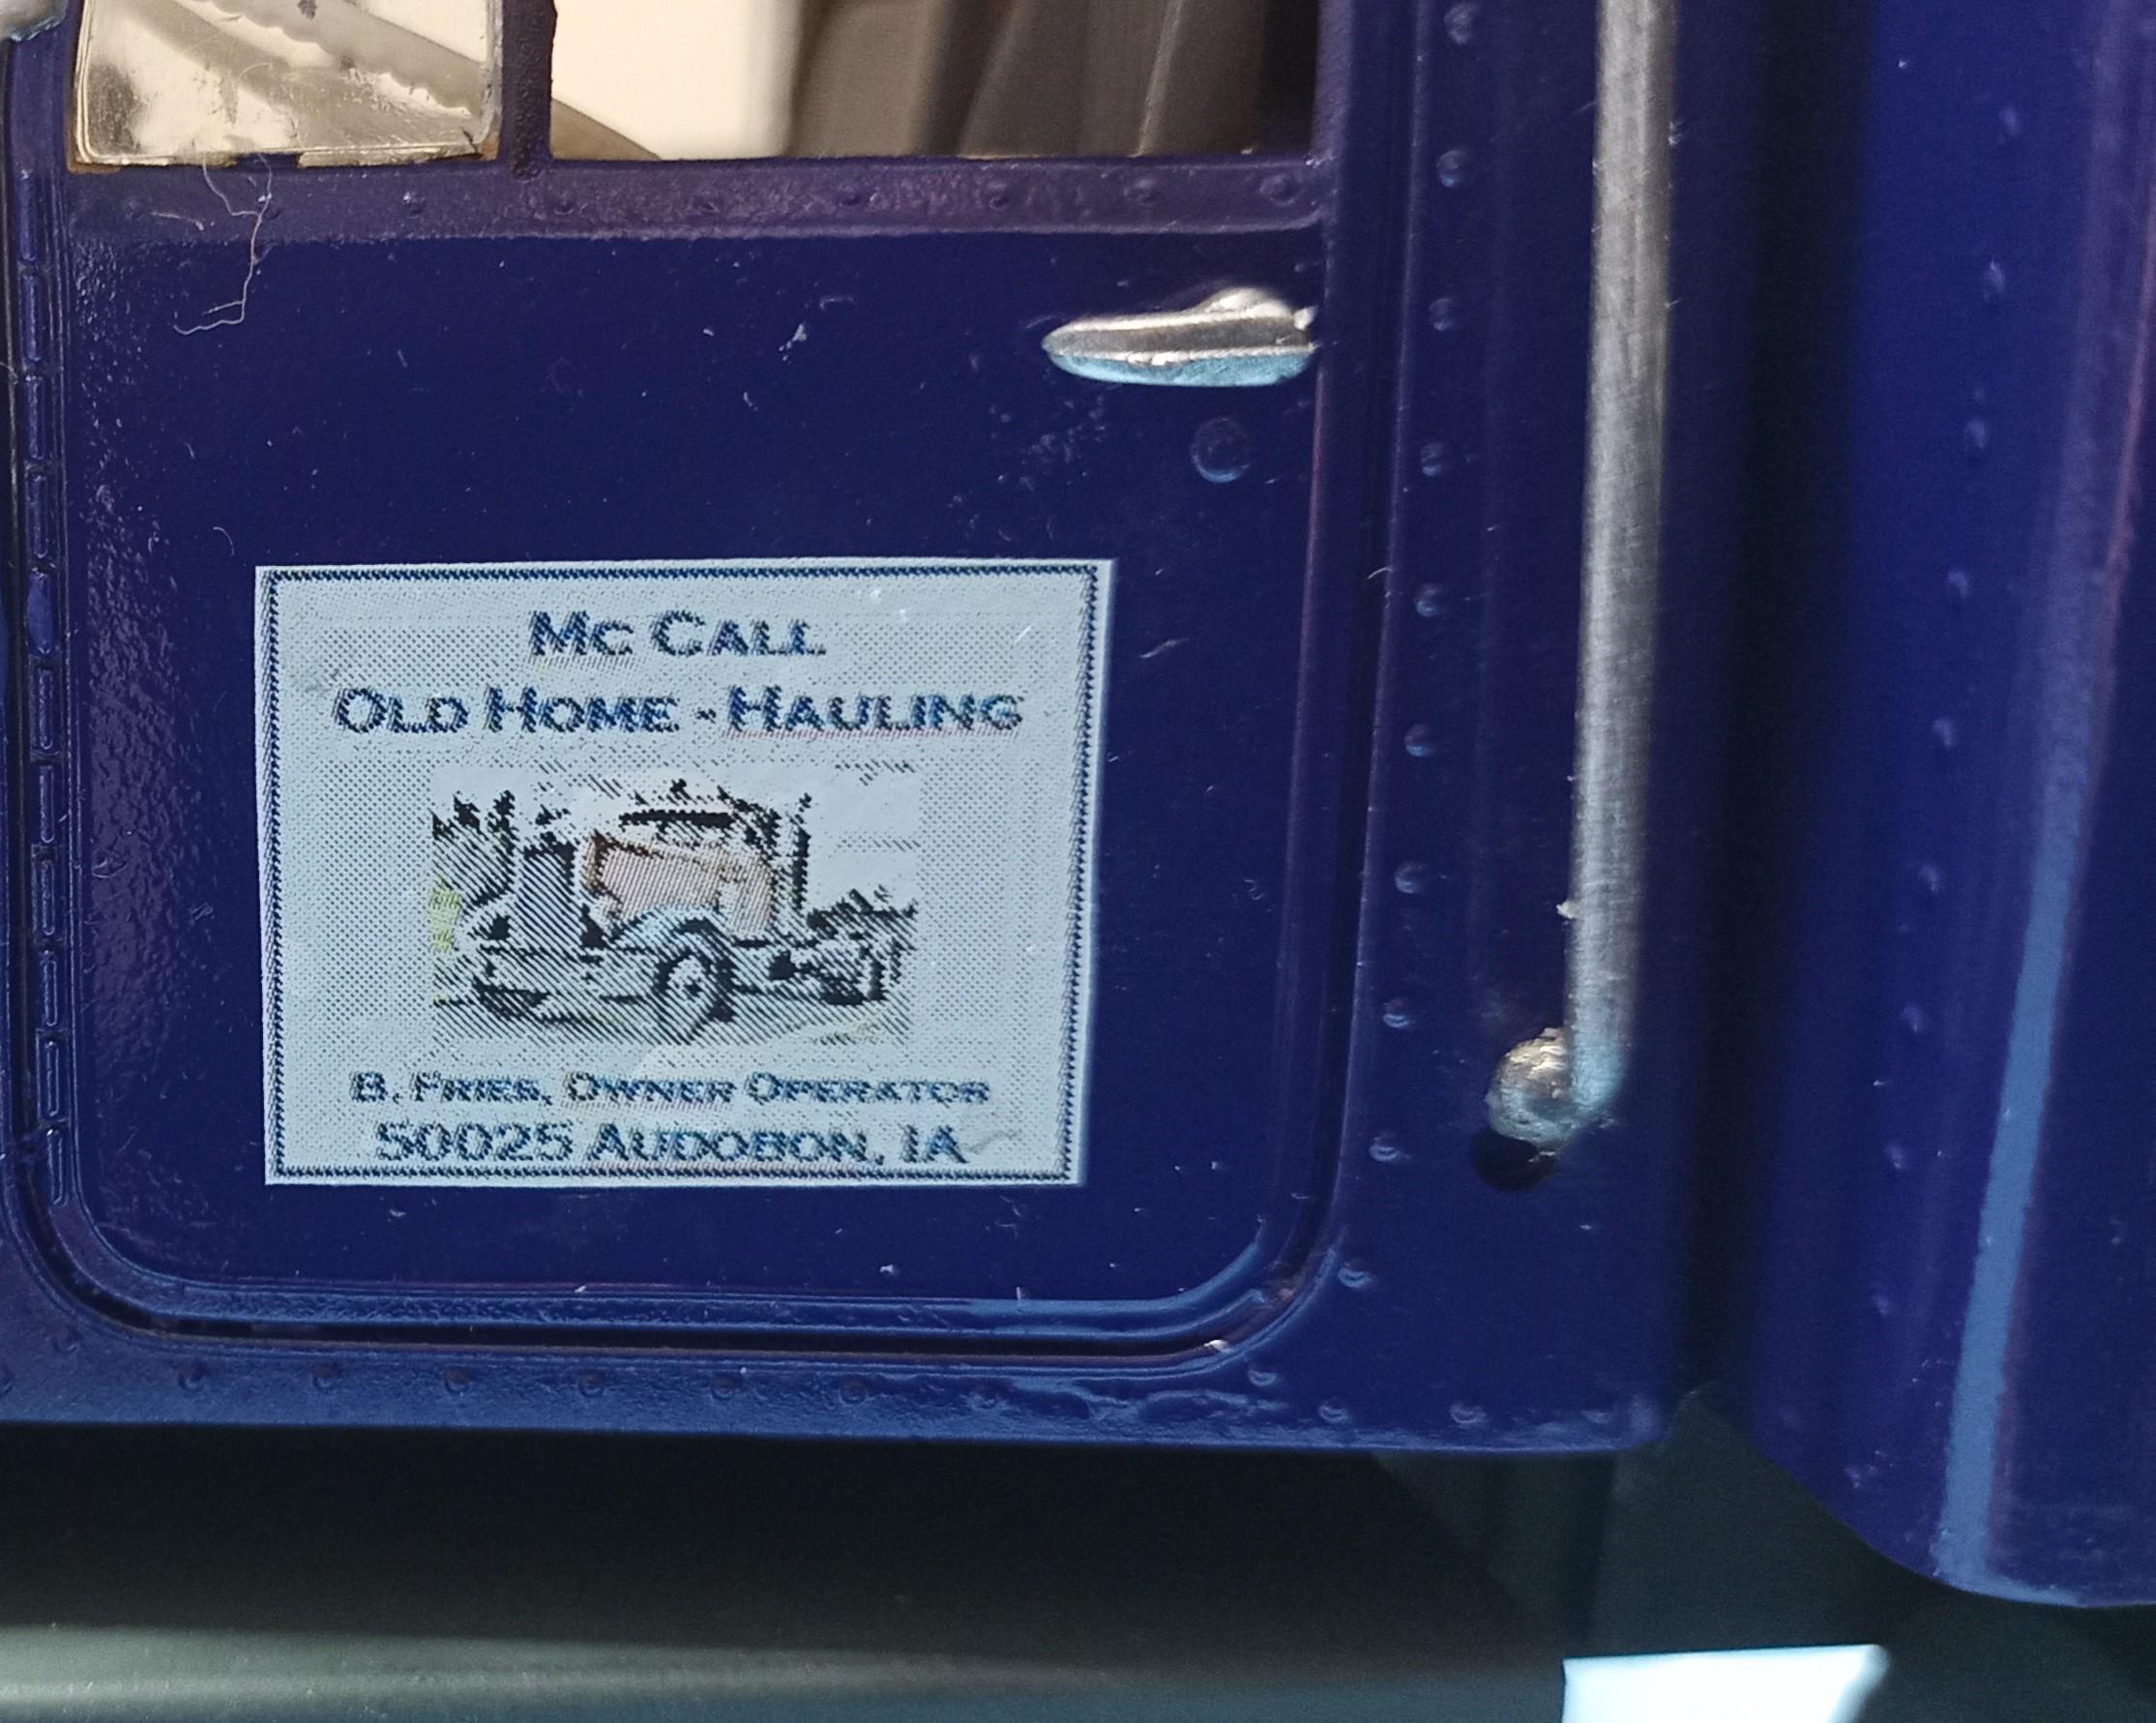 Mc Call
Old Home - Hauling
B. Fries, Owner Operator
50025 Audobon, IA